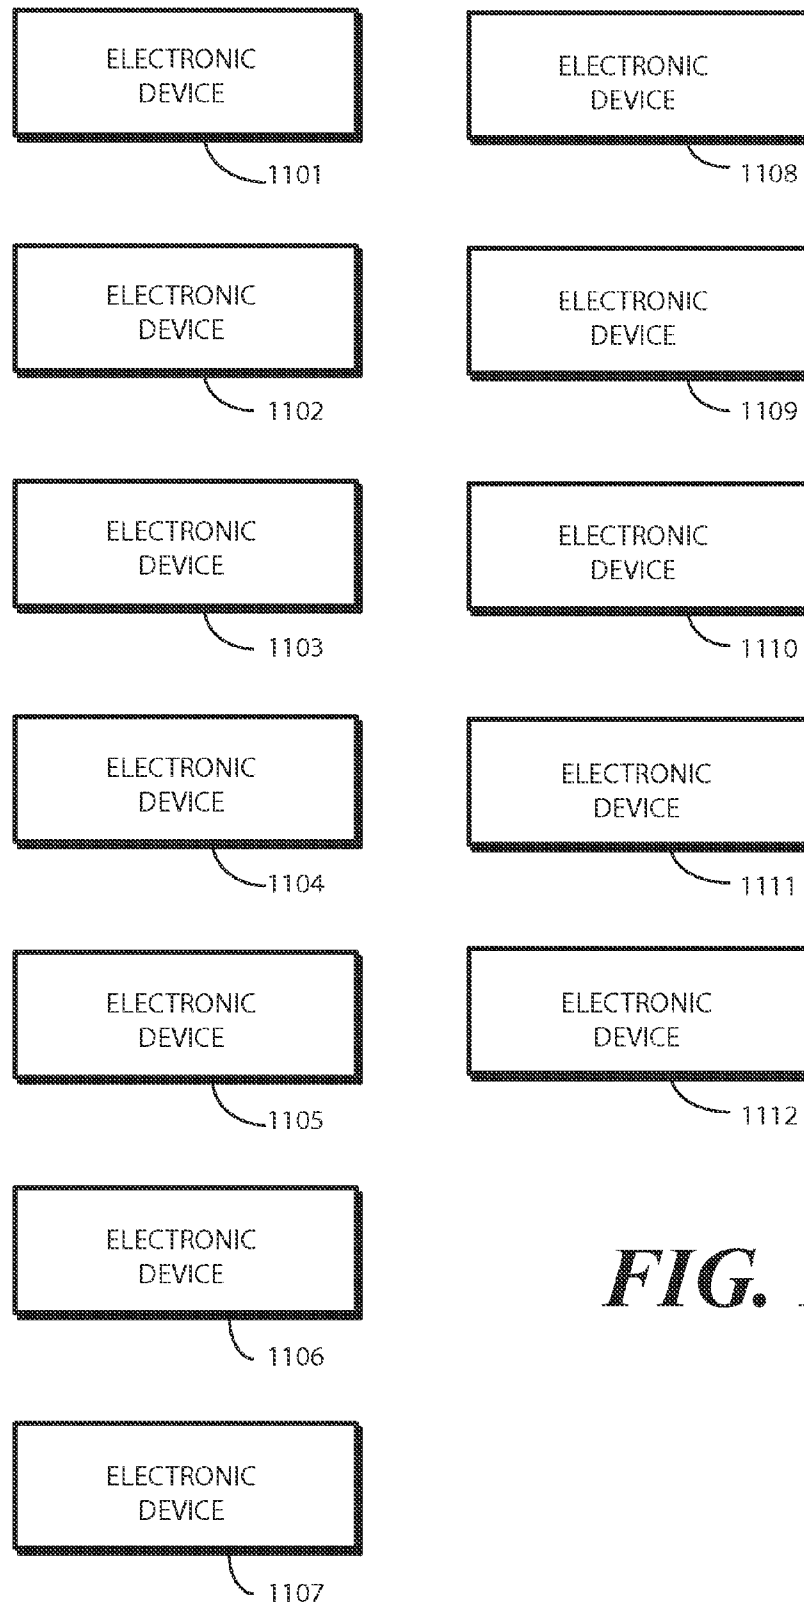 ELECTRONIC
DEVICE
1101
ELECTRONIC
DEVICE
1102
ELECTRONIC
DEVICE
1103
ELECTRONIC
DEVICE
1104
ELECTRONIC
DEVICE
1105
ELECTRONIC
DEVICE
1106
ELECTRONIC
DEVICE
1107
ELECTRONIC
DEVICE
1108
ELECTRONIC
DEVICE
1109
ELECTRONIC
DEVICE
1110
ELECTRONIC
DEVICE
1111
ELECTRONIC
DEVICE
1112
FIG.